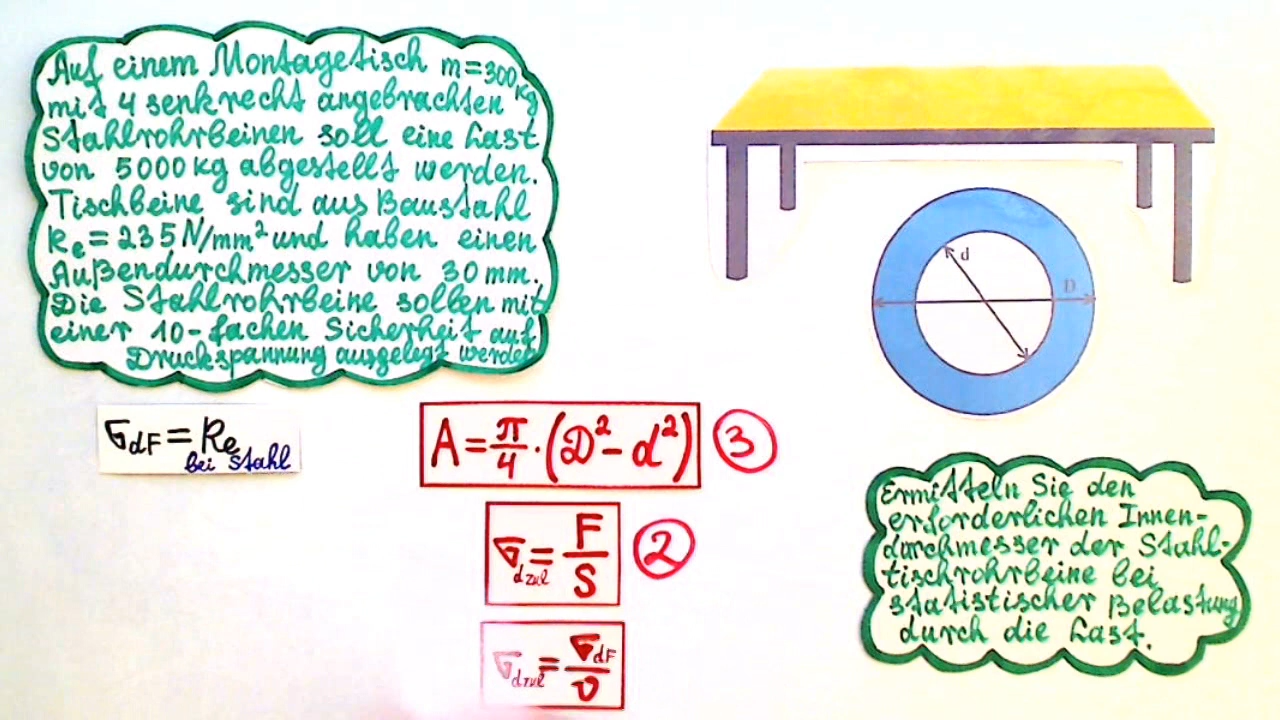 Auf einem Montagetisch m=300kg
mit 4 senkrecht angebrachten
Stahlrohrbeinen soll eine Last
von 5000 kg abgestellt werden.
Tischbeine sind aus Baustahl
Re=235 N/mm² und haben einen
Außendurchmesser von 30 mm.
Die Stahlrohrbeine sollen mit
einer 10-fachen Sicherheit auf
Druckspannung ausgelegt werden
d
D
σdF = Re
bei Stahl
A = π/4 · (D² - d²) ③
σdzul = F/S ②
σdzul = σdF/ν
Ermitteln Sie den
erforderlichen Innen-
durchmesser der Stahl-
tischrohrbeine bei
statistischer Belastung
durch die Last.